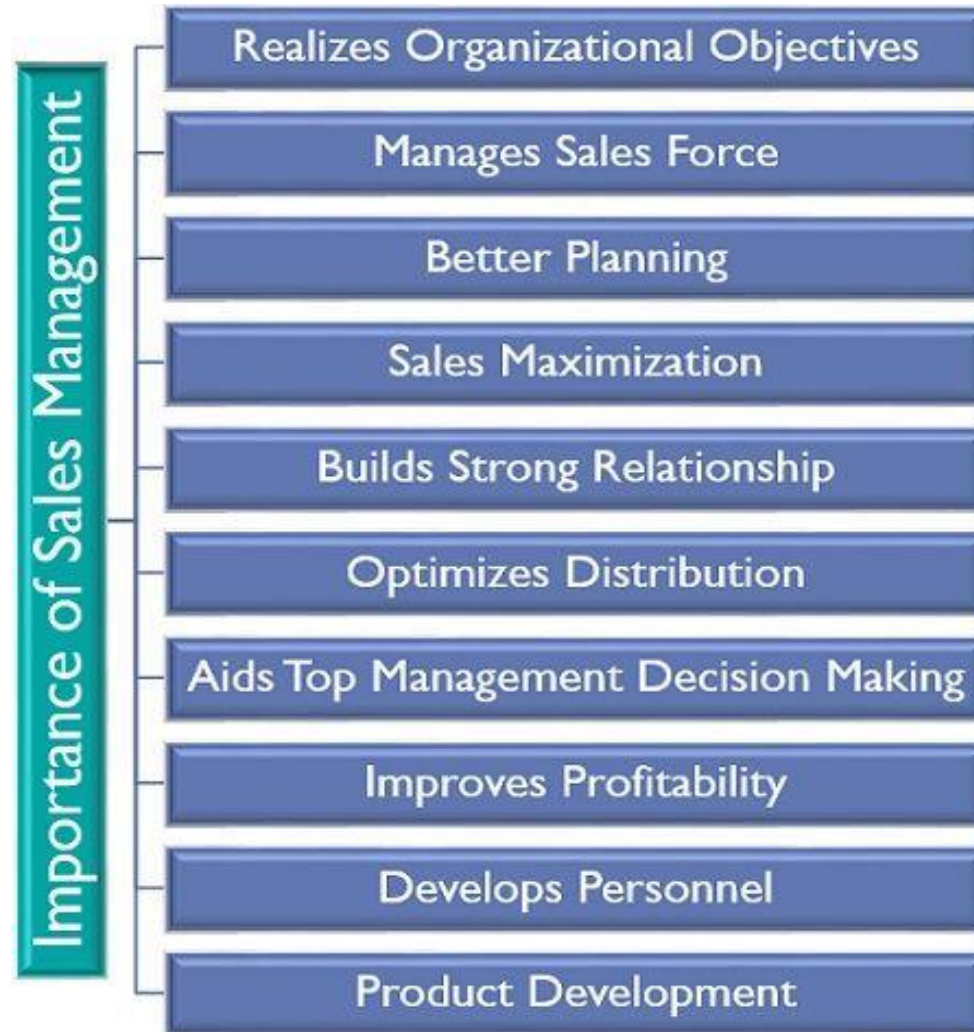 Importance of Sales Management
Realizes Organizational Objectives
Manages Sales Force
Better Planning
Sales Maximization
Builds Strong Relationship
Optimizes Distribution
Aids Top Management Decision Making
Improves Profitability
Develops Personnel
Product Development